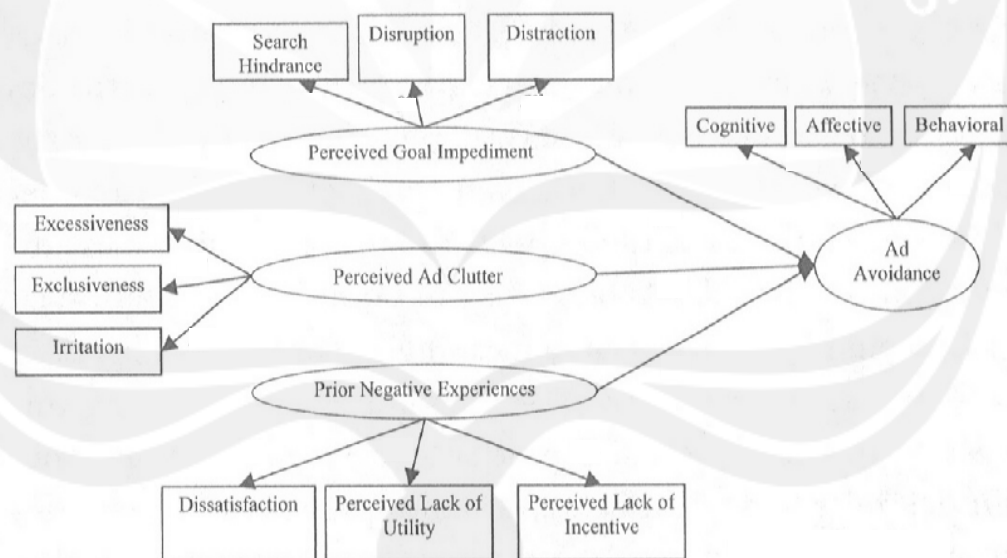 Search
Hindrance
Disruption
Distraction
Perceived Goal Impediment
Cognitive
Affective
Behavioral
Excessiveness
Exclusiveness
Irritation
Perceived Ad Clutter
Ad
Avoidance
Prior Negative Experiences
Dissatisfaction
Perceived Lack of
Utility
Perceived Lack of
Incentive